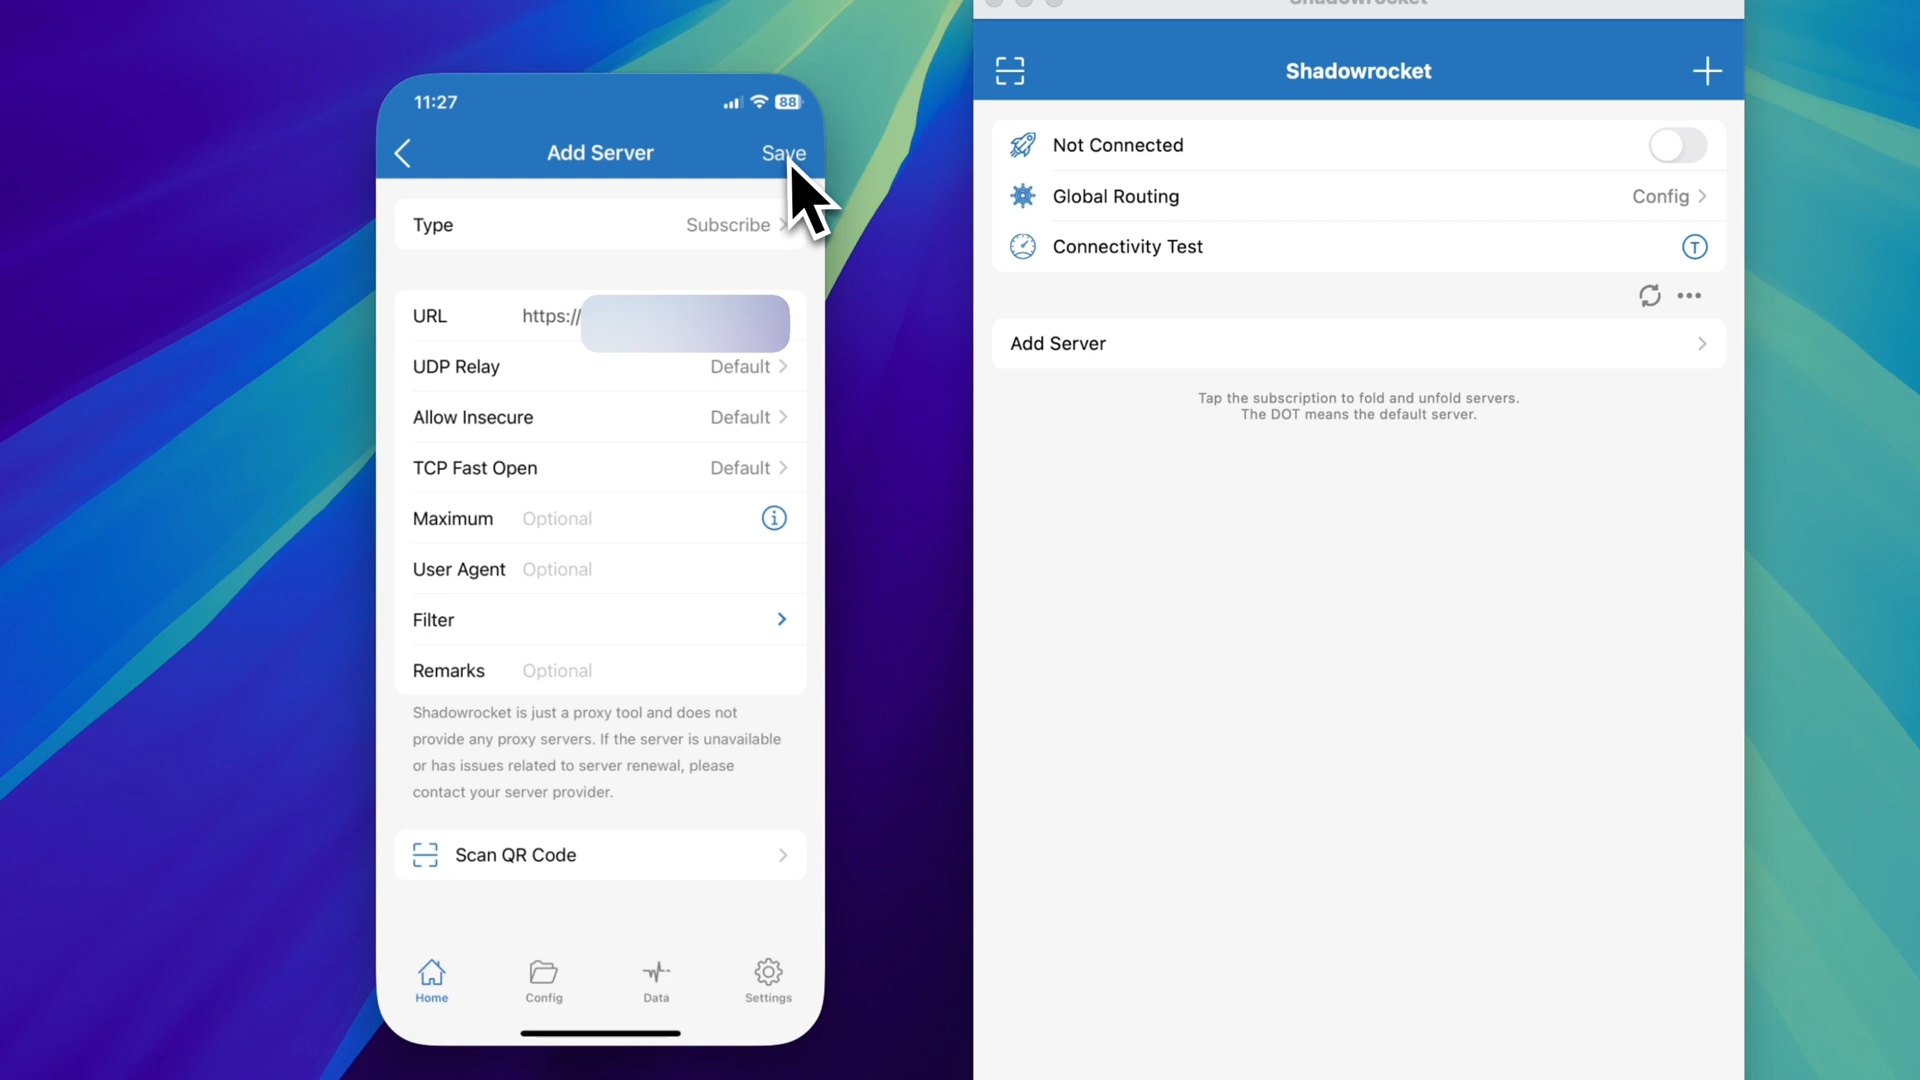 11:27
88
Add Server
Save
Type
Subscribe
URL
https://
UDP Relay
Default
Allow Insecure
Default
TCP Fast Open
Default
Maximum
Optional
User Agent
Optional
Filter
Remarks
Optional
Shadowrocket is just a proxy tool and does not
provide any proxy servers. If the server is unavailable
or has issues related to server renewal, please
contact your server provider.
Scan QR Code
Home
Config
Data
Settings
Shadowrocket
Shadowrocket
Not Connected
Global Routing
Config
Connectivity Test
T
Add Server
Tap the subscription to fold and unfold servers.
The DOT means the default server.